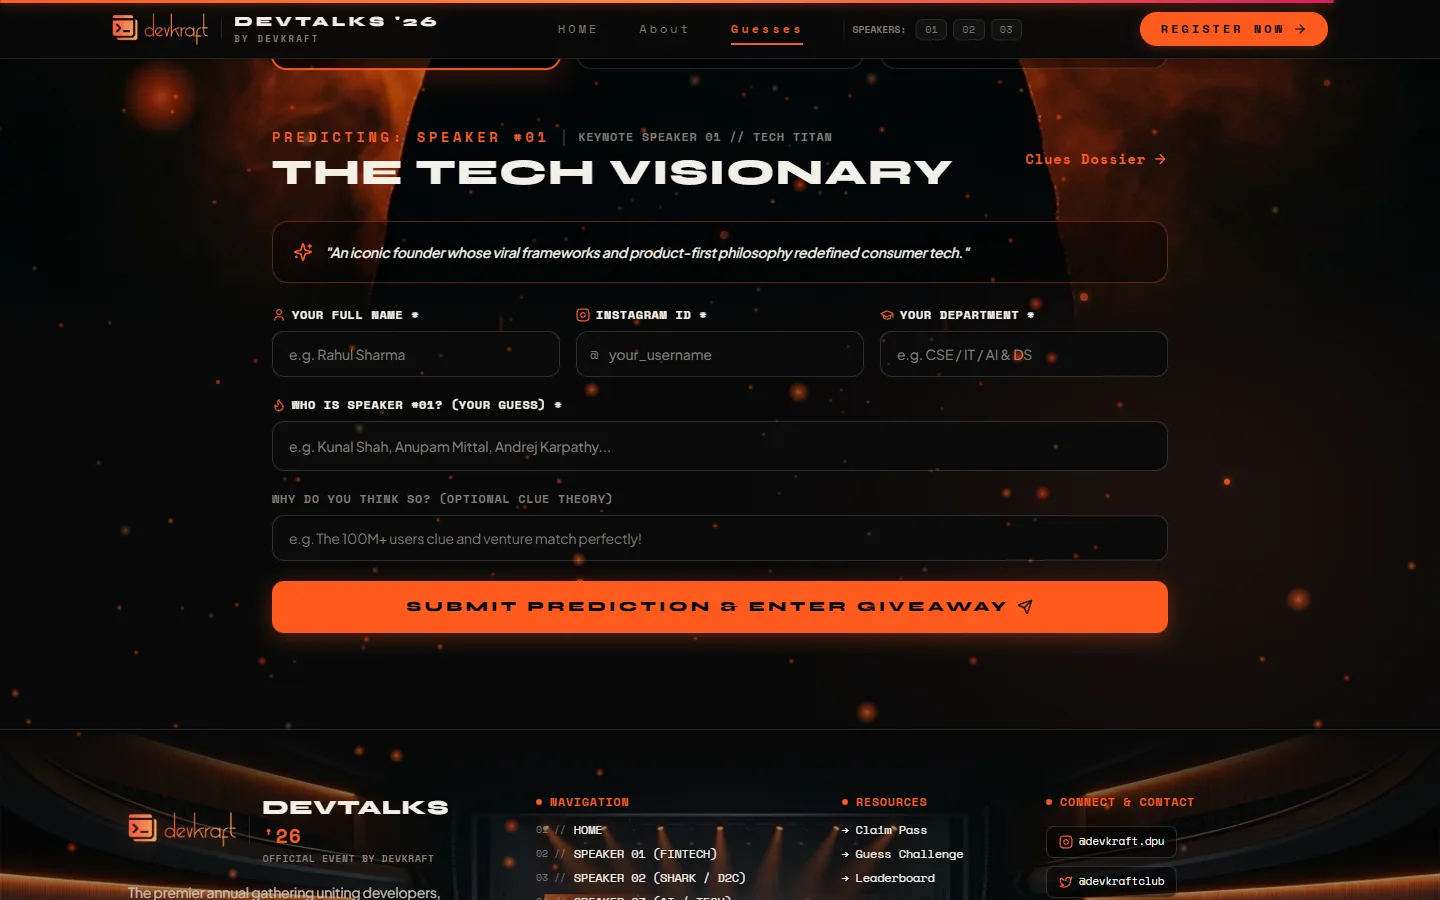 devkraft
DEVTALKS '26
BY DEVKRAFT
HOME
About
Guesses
SPEAKERS:
01
02
03
REGISTER NOW →
PREDICTING: SPEAKER #01
KEYNOTE SPEAKER 01 // TECH TITAN
THE TECH VISIONARY
Clues Dossier →
"An iconic founder whose viral frameworks and product-first philosophy redefined consumer tech."
YOUR FULL NAME *
INSTAGRAM ID *
YOUR DEPARTMENT *
e.g. Rahul Sharma
@ your_username
e.g. CSE / IT / AI & DS
WHO IS SPEAKER #01? (YOUR GUESS) *
e.g. Kunal Shah, Anupam Mittal, Andrej Karpathy...
WHY DO YOU THINK SO? (OPTIONAL CLUE THEORY)
e.g. The 100M+ users clue and venture match perfectly!
SUBMIT PREDICTION & ENTER GIVEAWAY
devkraft
DEVTALKS
'26
OFFICIAL EVENT BY DEVKRAFT
The premier annual gathering uniting developers,
NAVIGATION
01 // HOME
02 // SPEAKER 01 (FINTECH)
03 // SPEAKER 02 (SHARK / D2C)
RESOURCES
→ Claim Pass
→ Guess Challenge
→ Leaderboard
CONNECT & CONTACT
@devkraft.dpu
@devkraftclub